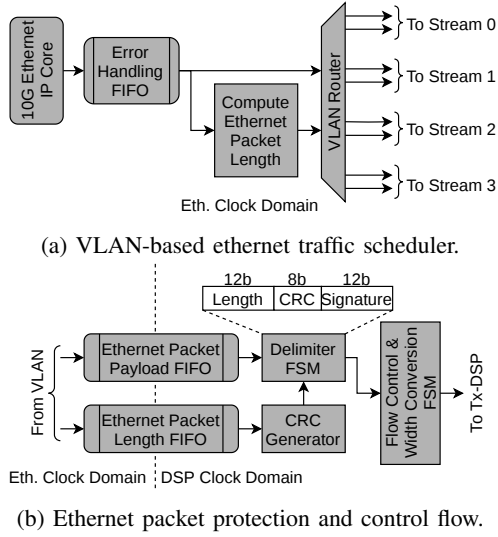 10G Ethernet
IP Core
Error
Handling
FIFO
Compute
Ethernet
Packet
Length
VLAN Router
To Stream 0
To Stream 1
To Stream 2
To Stream 3
Eth. Clock Domain
(a) VLAN-based ethernet traffic scheduler.
12b 8b 12b
Length CRC Signature
From VLAN
Ethernet Packet
Payload FIFO
Delimiter
FSM
Ethernet Packet
Length FIFO
CRC
Generator
Flow Control &
Width Conversion
FSM
To Tx-DSP
Eth. Clock Domain DSP Clock Domain
(b) Ethernet packet protection and control flow.